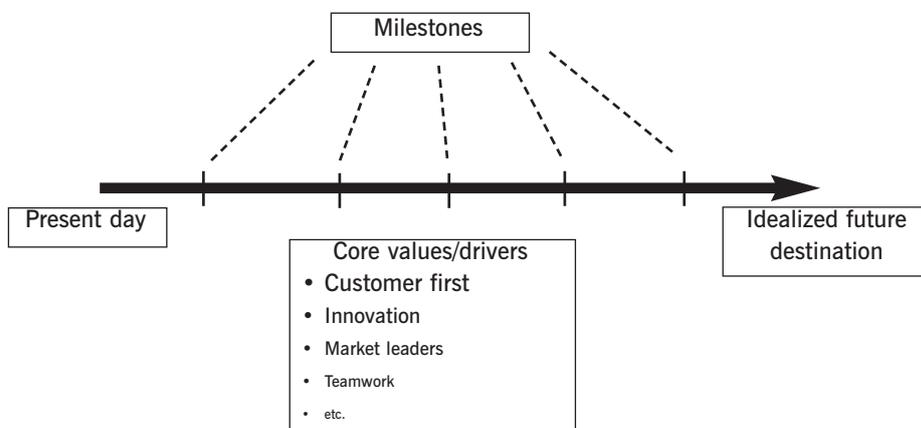 Milestones
Present day
Idealized future
destination
Core values/drivers
• Customer first
• Innovation
• Market leaders
• Teamwork
• etc.